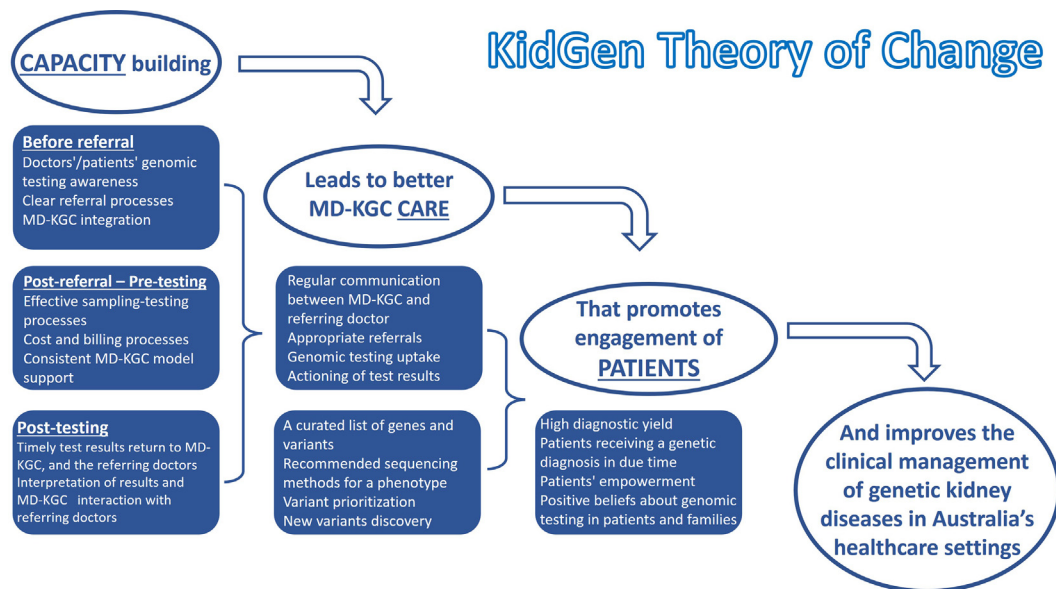 KidGen Theory of Change
CAPACITY building
Before referral
Doctors'/patients' genomic
testing awareness
Clear referral processes
MD-KGC integration
Post-referral – Pre-testing
Effective sampling-testing
processes
Cost and billing processes
Consistent MD-KGC model
support
Post-testing
Timely test results return to MD-
KGC, and the referring doctors
Interpretation of results and
MD-KGC interaction with
referring doctors
Leads to better
MD-KGC CARE
Regular communication
between MD-KGC and
referring doctor
Appropriate referrals
Genomic testing uptake
Actioning of test results
A curated list of genes and
variants
Recommended sequencing
methods for a phenotype
Variant prioritization
New variants discovery
That promotes
engagement of
PATIENTS
High diagnostic yield
Patients receiving a genetic
diagnosis in due time
Patients' empowerment
Positive beliefs about genomic
testing in patients and families
And improves the
clinical management
of genetic kidney
diseases in Australia's
healthcare settings